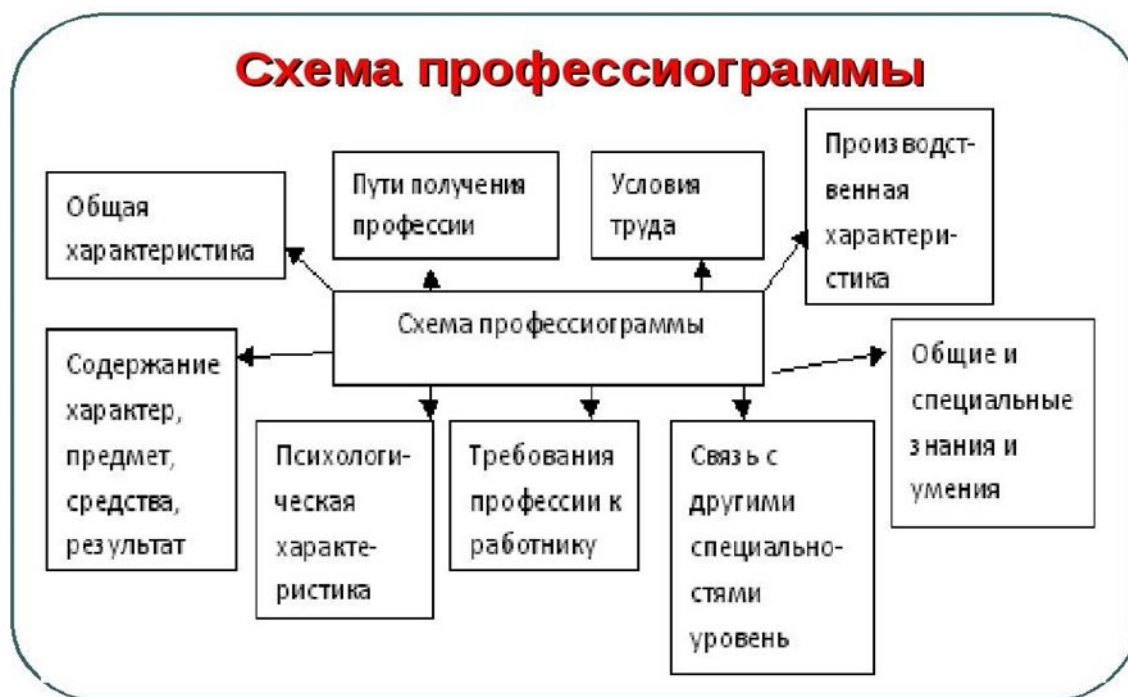 Схема профессиограммы
Общая
характеристика
Пути получения
профессии
Условия
труда
Производст-
венная
характери-
стика
Схема профессиограммы
Содержание
характер,
предмет,
средства,
результат
Психологи-
ческая
характе-
ристика
Требования
профессии к
работнику
Связь с
другими
специально-
стями
уровень
Общие и
специальные
знания и
умения